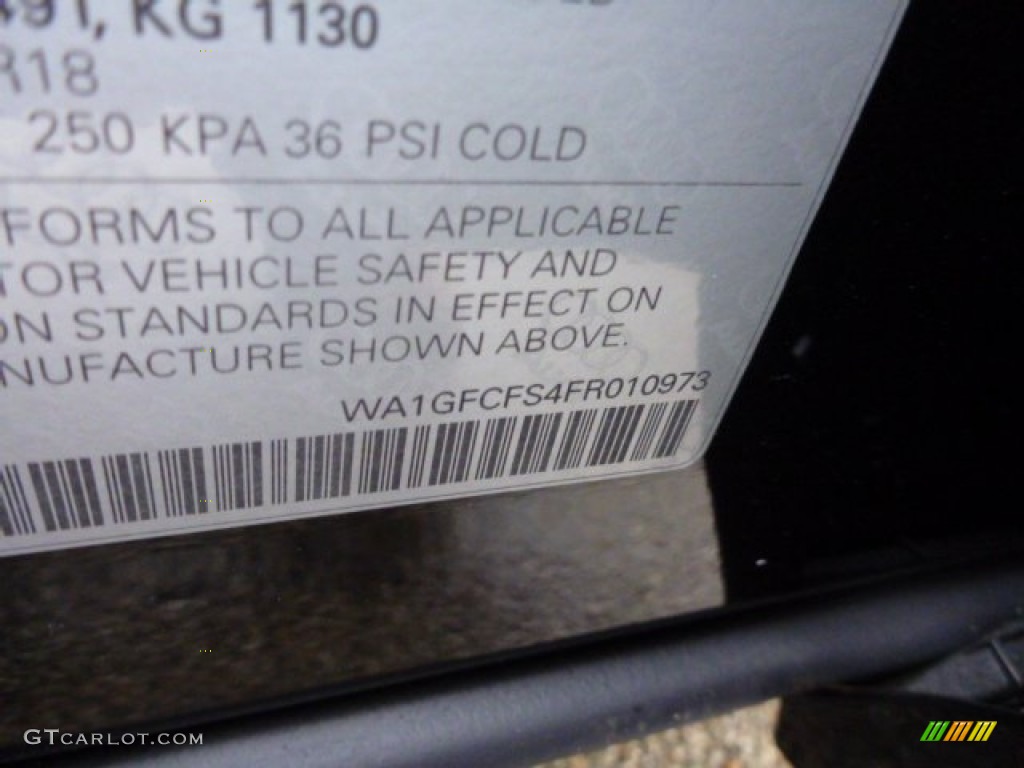 491, KG 1130
R18
250 KPA 36 PSI COLD
FORMS TO ALL APPLICABLE
TOR VEHICLE SAFETY AND
ON STANDARDS IN EFFECT ON
NUFACTURE SHOWN ABOVE.
WA1GFCFS4FR010973
GTCARLOT.COM